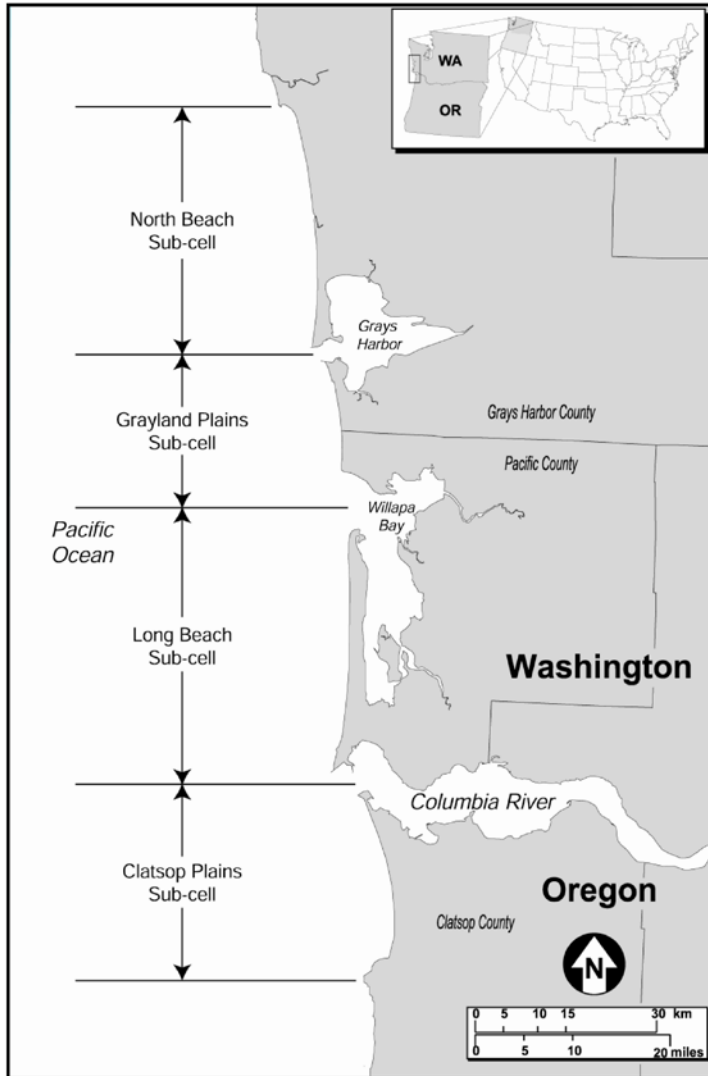 WA
OR
North Beach
Sub-cell
Grays
Harbor
Grayland Plains
Sub-cell
Grays Harbor County
Pacific County
Willapa
Bay
Pacific
Ocean
Long Beach
Sub-cell
Washington
Columbia River
Clatsop Plains
Sub-cell
Oregon
Clatsop County
N
0 5 10 15 30 km
0 5 10 20 miles